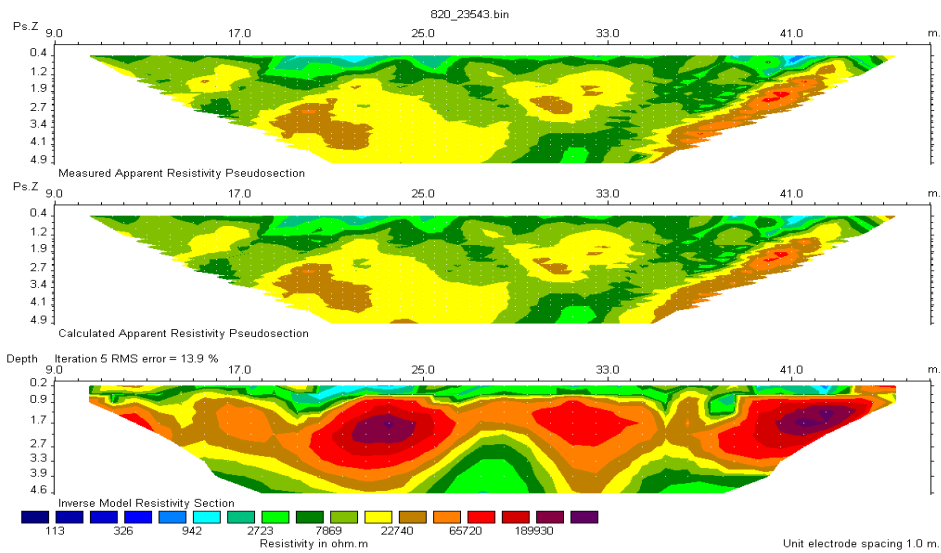 820_23543.bin
Ps.Z 9.0 17.0 25.0 33.0 41.0 m.
0.4
1.2
1.9
2.7
3.4
4.1
4.9
Measured Apparent Resistivity Pseudosection
Ps.Z 9.0 17.0 25.0 33.0 41.0 m.
0.4
1.2
1.9
2.7
3.4
4.1
4.9
Calculated Apparent Resistivity Pseudosection
Depth Iteration 5 RMS error = 13.9 %
9.0 17.0 25.0 33.0 41.0 m.
0.2
0.9
1.7
2.7
3.9
4.6
Inverse Model Resistivity Section
113 326 942 2723 7869 22740 65720 189930
Resistivity in ohm.m
Unit electrode spacing 1.0 m.